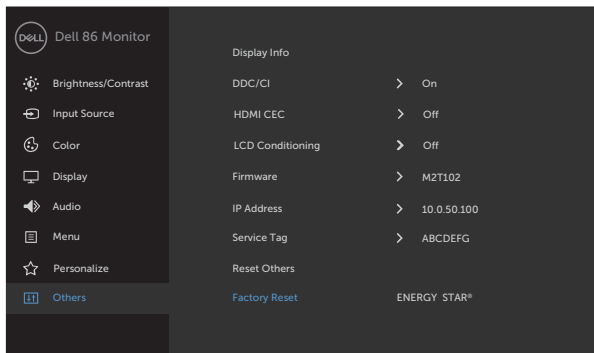 DELL Dell 86 Monitor
Display Info
Brightness/Contrast DDC/CI > On
Input Source HDMI CEC > Off
Color LCD Conditioning > Off
Display Firmware > M2T102
Audio IP Address > 10.0.50.100
Menu Service Tag > ABCDEFG
Personalize Reset Others
Others Factory Reset ENERGY STAR®